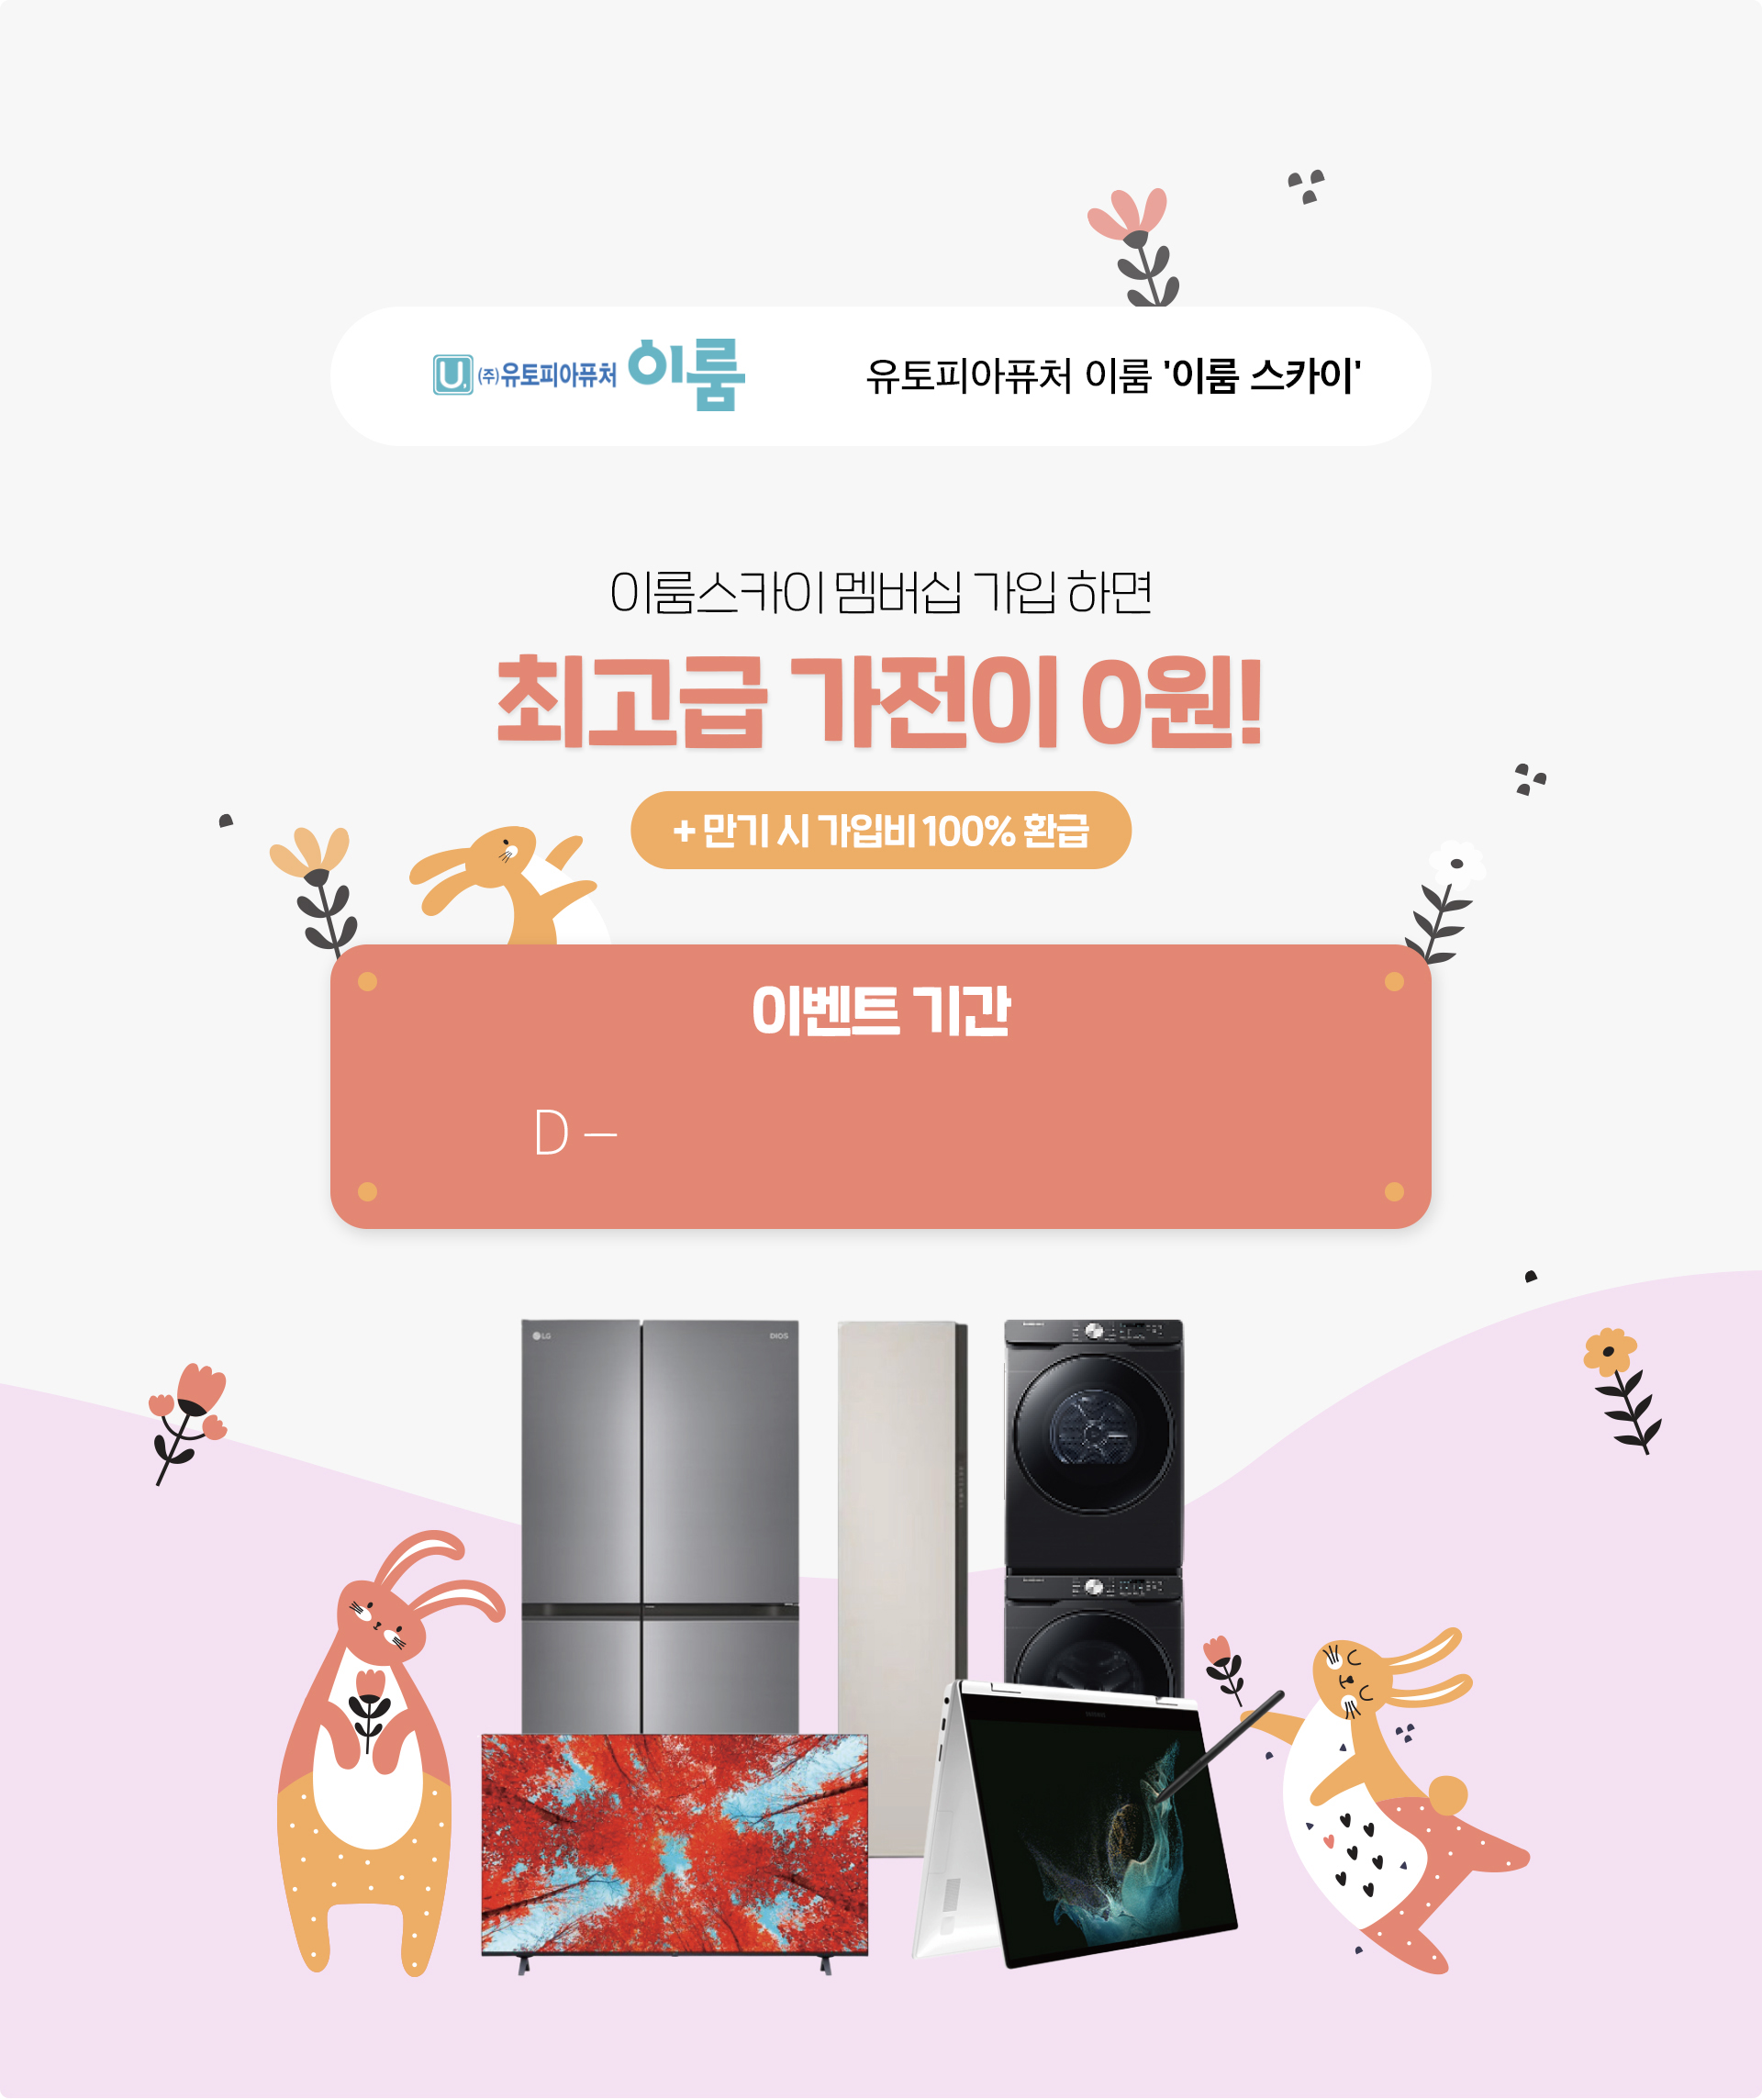 U, (주)유토피아퓨처 이룸
유토피아퓨처 이룸 '이룸 스카이'
이룸스카이 멤버십 가입 하면
최고급 가전이 0원!
+ 만기 시 가입비 100% 환급
이벤트 기간
D –
LG
DIOS